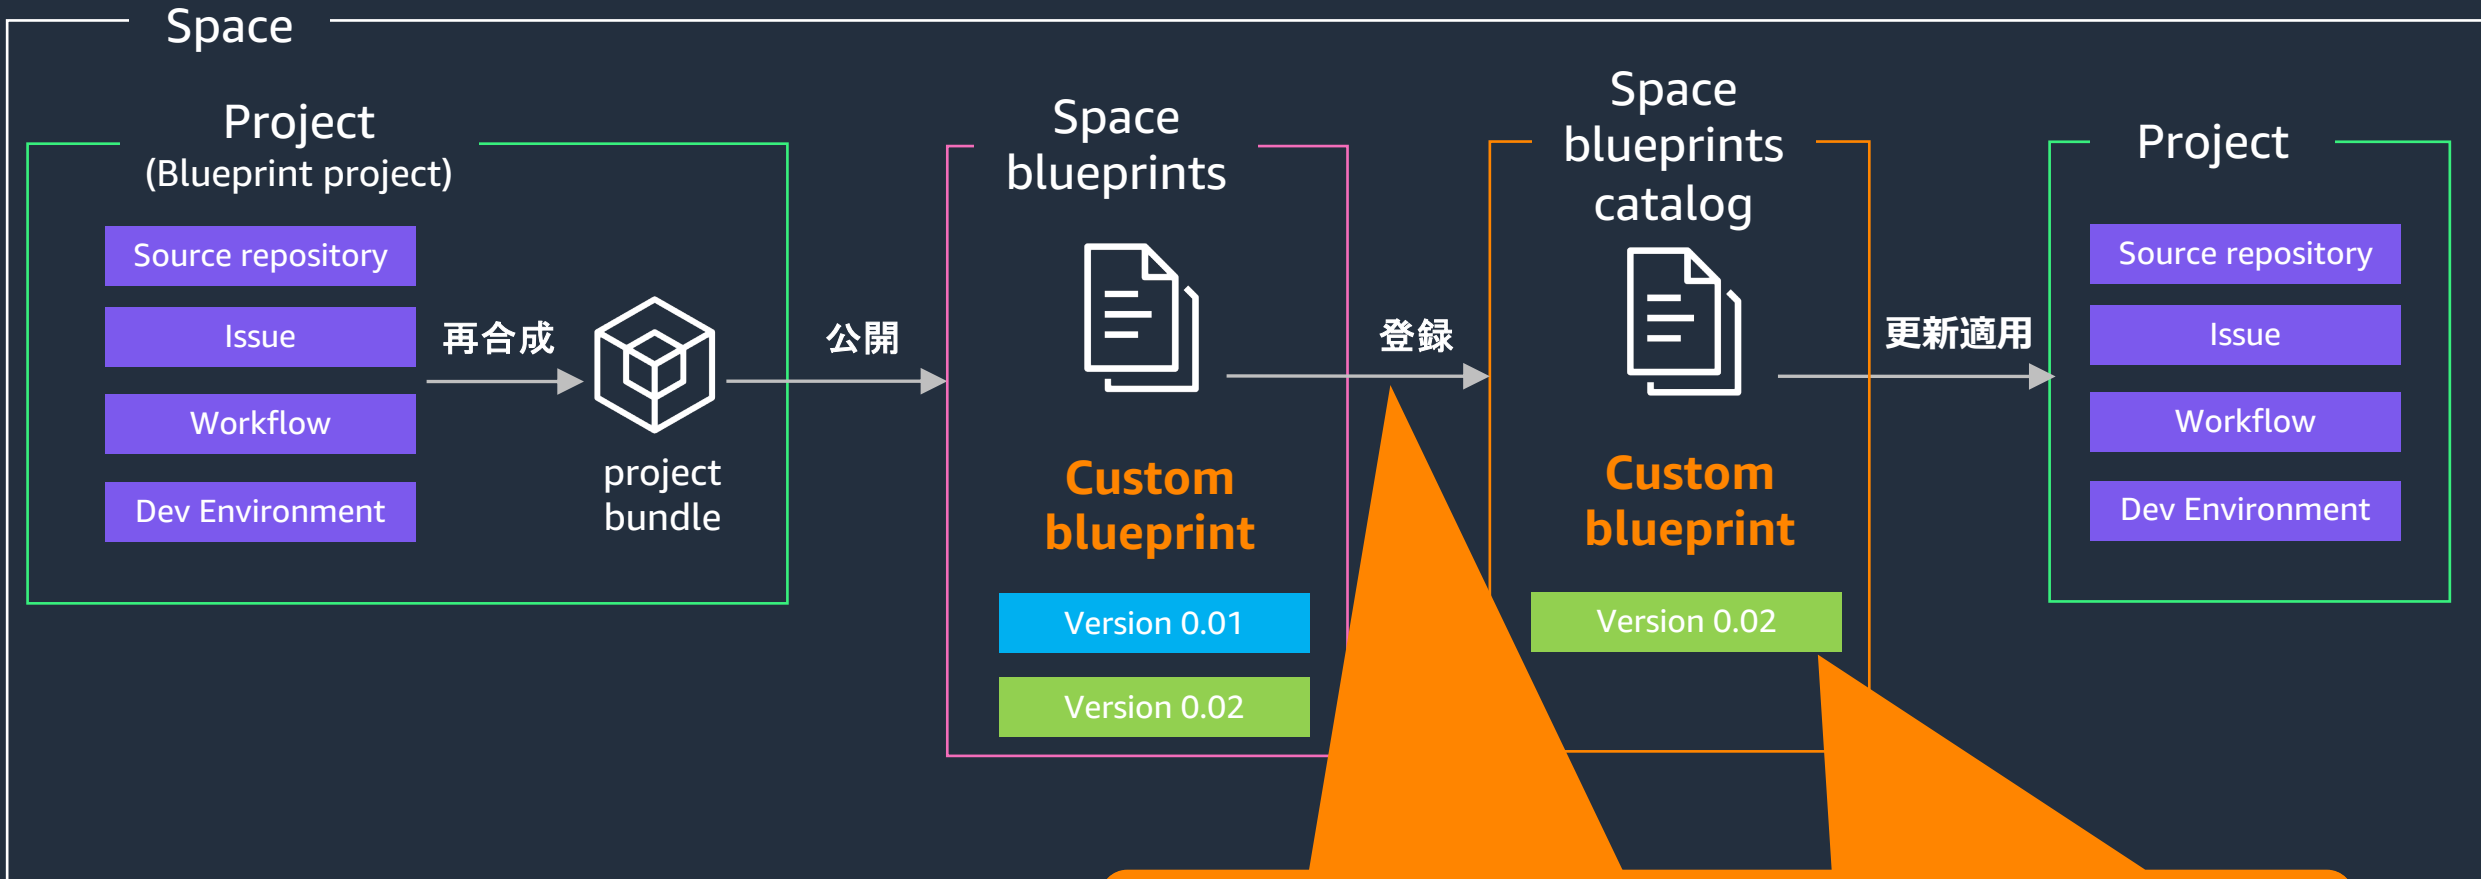 Space
Project
(Blueprint project)
Source repository
Issue
Workflow
Dev Environment
再合成
project
bundle
公開
Space
blueprints
Custom
blueprint
Version 0.01
Version 0.02
登録
Space
blueprints
catalog
Custom
blueprint
Version 0.02
更新適用
Project
Source repository
Issue
Workflow
Dev Environment